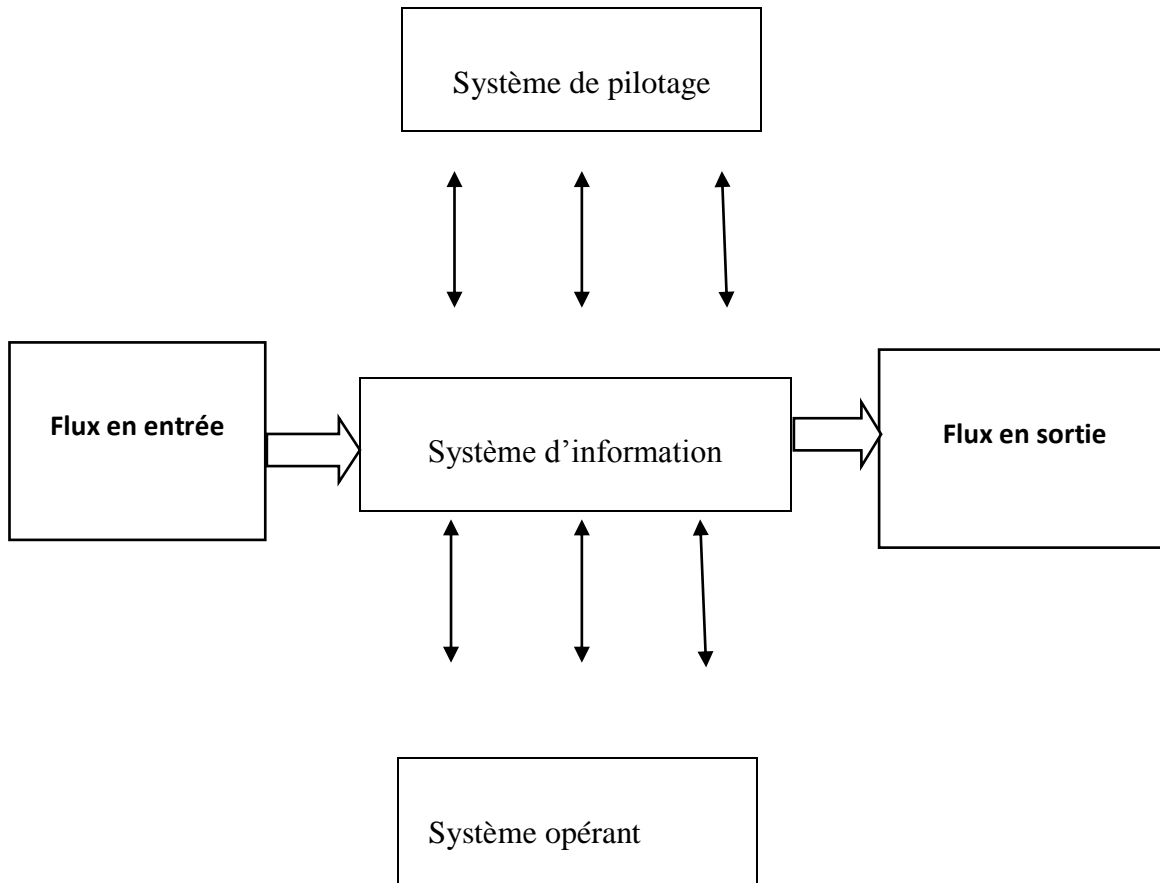 Système de pilotage
Flux en entrée
Système d’information
Flux en sortie
Système opérant